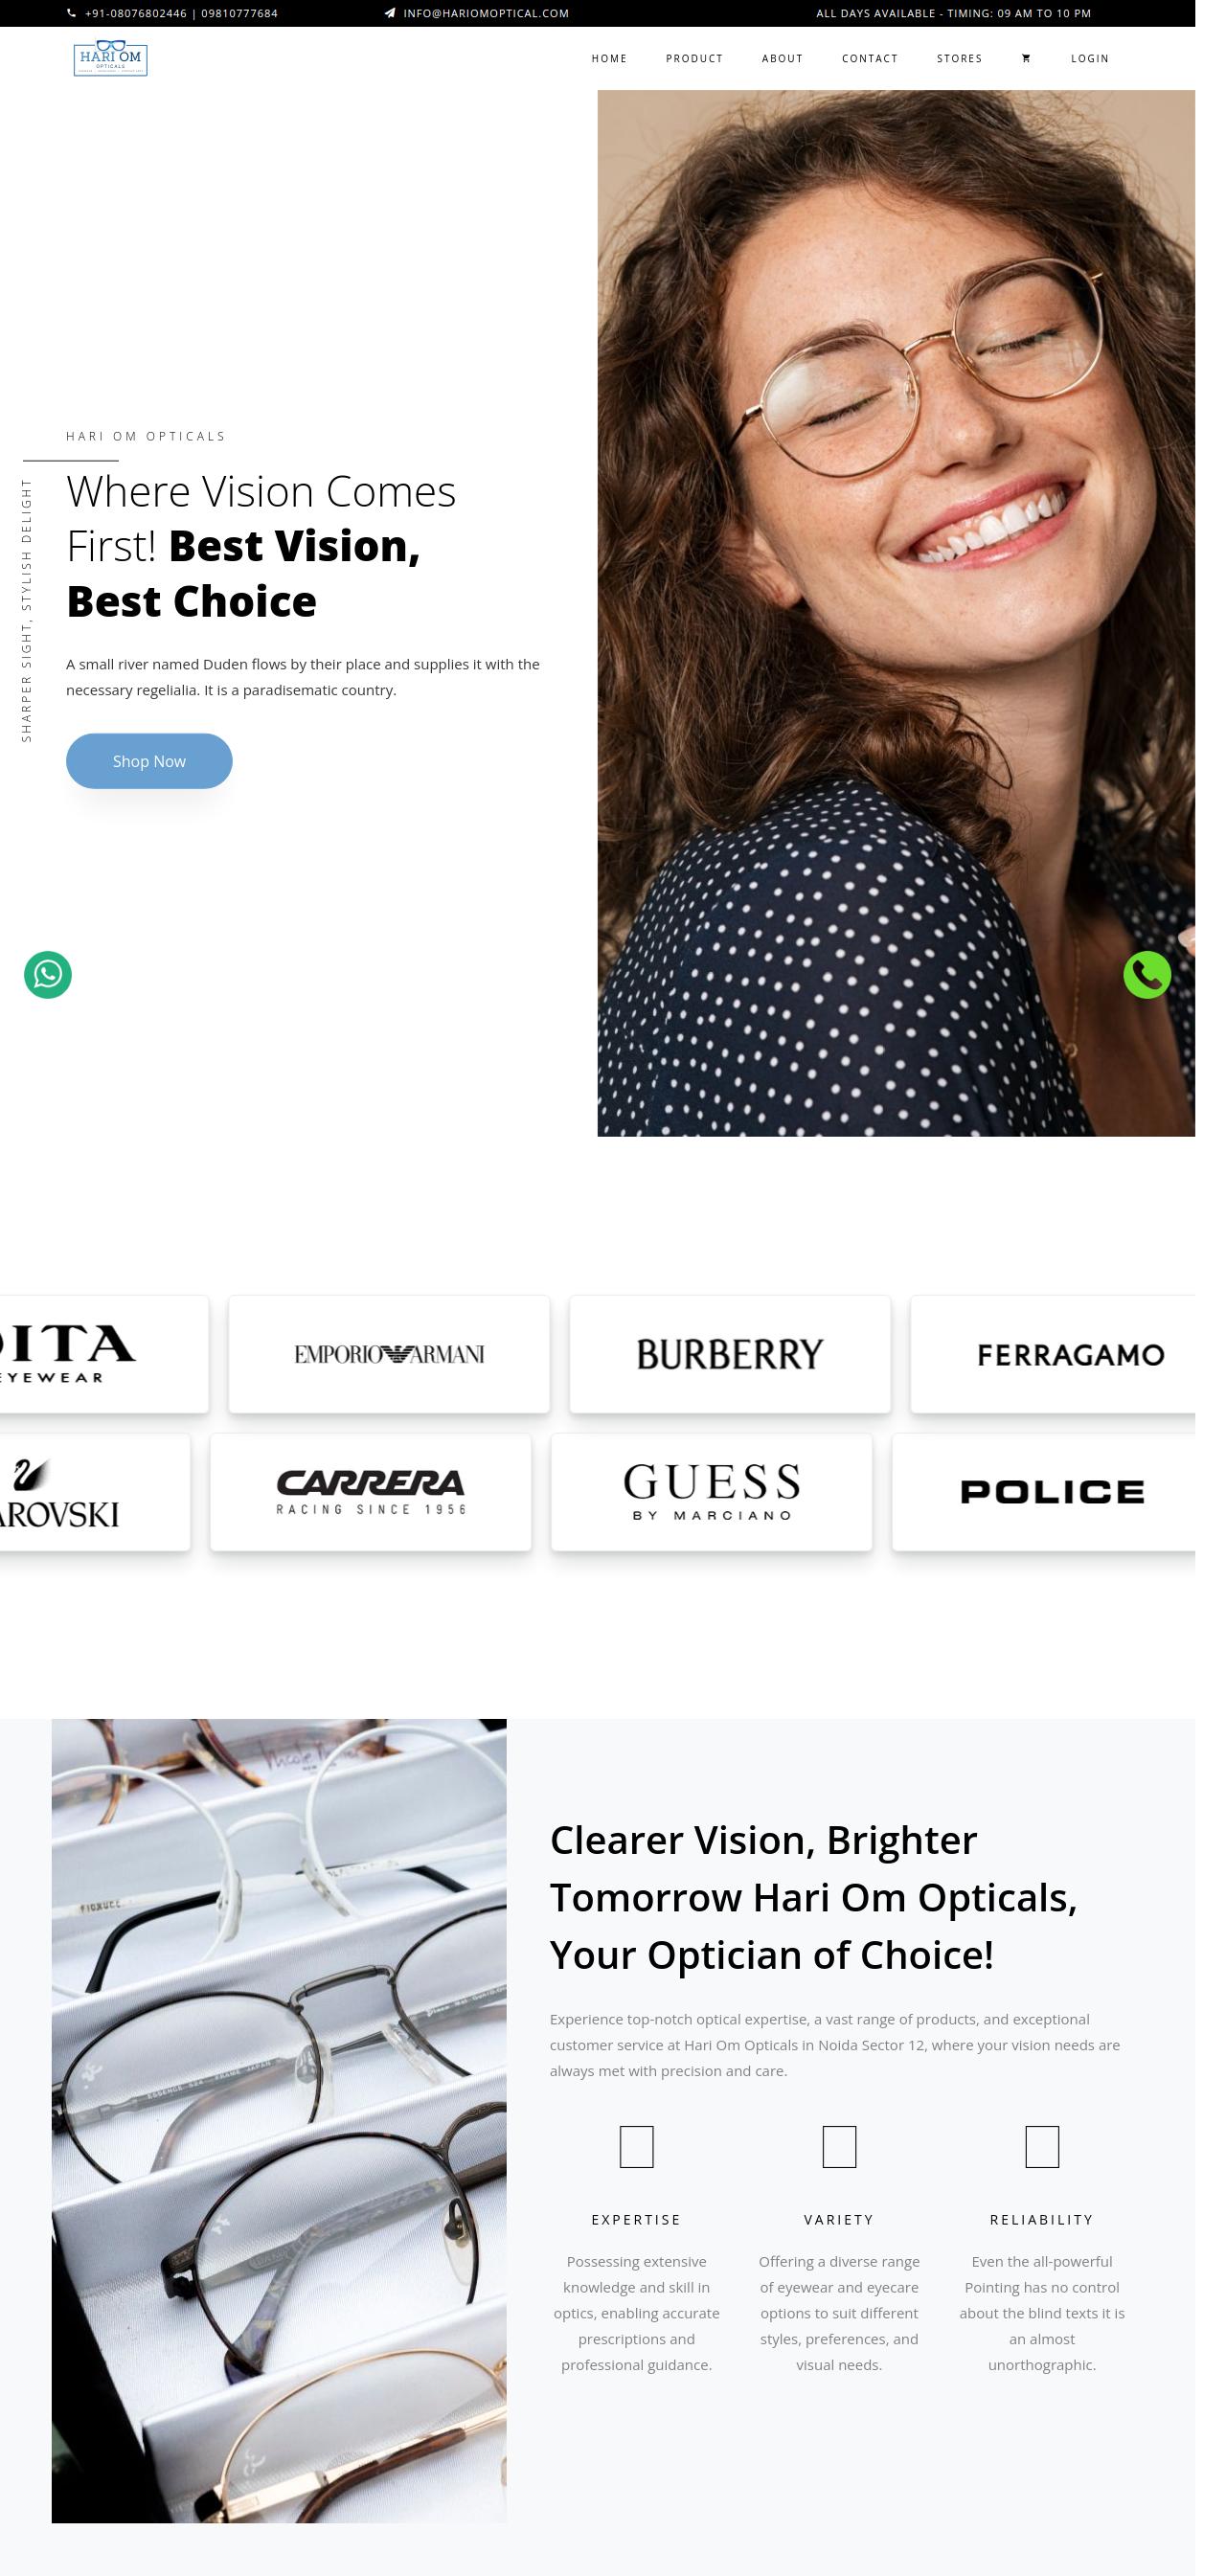 +91-08076802446 | 09810777684
INFO@HARIOMOPTICAL.COM
ALL DAYS AVAILABLE - TIMING: 09 AM TO 10 PM
HARI OM
OPTICALS
HOME
PRODUCT
ABOUT
CONTACT
STORES
LOGIN
HARI OM OPTICALS
SHARPER SIGHT, STYLISH DELIGHT
Where Vision Comes
First! Best Vision,
Best Choice
A small river named Duden flows by their place and supplies it with the
necessary regelialia. It is a paradisematic country.
Shop Now
ITA
EYEWEAR
EMPORIO ARMANI
BURBERRY
FERRAGAMO
AROVSKI
CARRERA
RACING SINCE 1956
GUESS
BY MARCIANO
POLICE
Clearer Vision, Brighter
Tomorrow Hari Om Opticals,
Your Optician of Choice!
Experience top-notch optical expertise, a vast range of products, and exceptional
customer service at Hari Om Opticals in Noida Sector 12, where your vision needs are
always met with precision and care.
EXPERTISE
Possessing extensive
knowledge and skill in
optics, enabling accurate
prescriptions and
professional guidance.
VARIETY
Offering a diverse range
of eyewear and eyecare
options to suit different
styles, preferences, and
visual needs.
RELIABILITY
Even the all-powerful
Pointing has no control
about the blind texts it is
an almost
unorthographic.